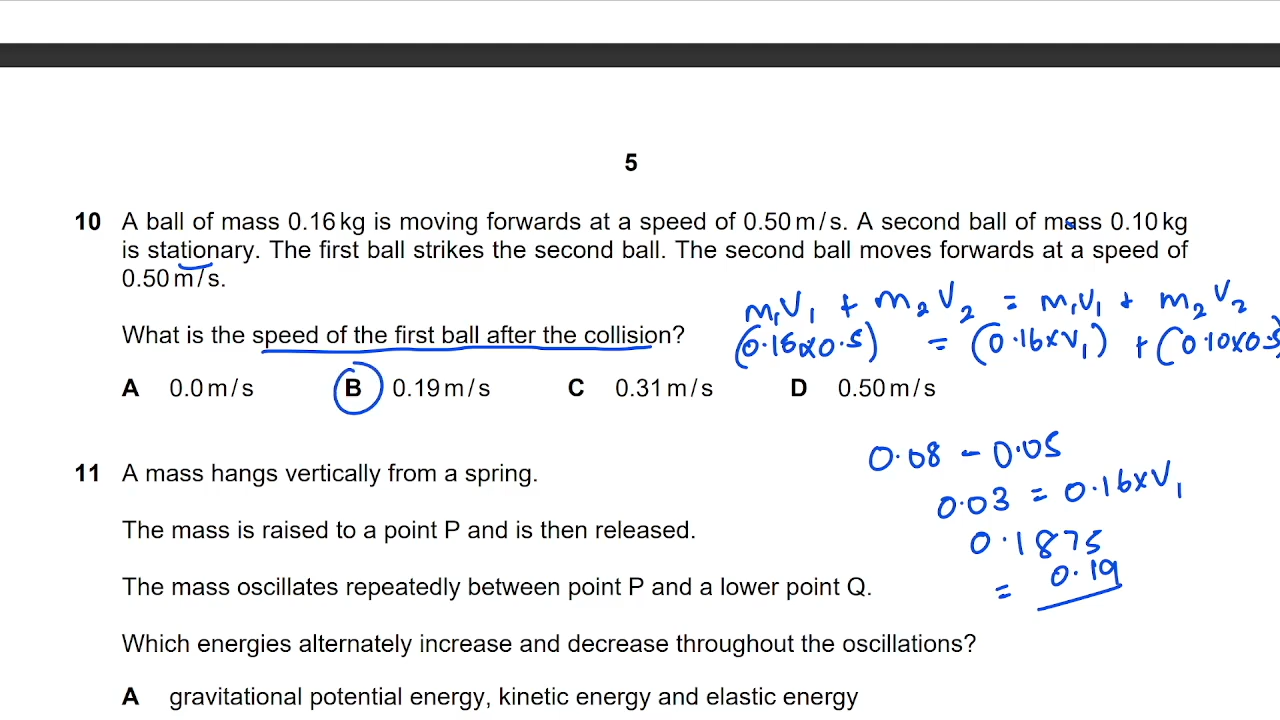 5
10 A ball of mass 0.16 kg is moving forwards at a speed of 0.50 m / s. A second ball of mass 0.10 kg
is stationary. The first ball strikes the second ball. The second ball moves forwards at a speed of
0.50 m / s.
m₁V₁ + m₂V₂ = m₁V₁ + m₂V₂
What is the speed of the first ball after the collision?
(0.16x0.5) = (0.16xV₁) + (0.10x0.5)
A 0.0 m / s B 0.19 m / s C 0.31 m / s D 0.50 m / s
0.08 - 0.05
11 A mass hangs vertically from a spring.
0.03 = 0.16xV₁
The mass is raised to a point P and is then released.
0.1875
The mass oscillates repeatedly between point P and a lower point Q.
= 0.19
Which energies alternately increase and decrease throughout the oscillations?
A gravitational potential energy, kinetic energy and elastic energy